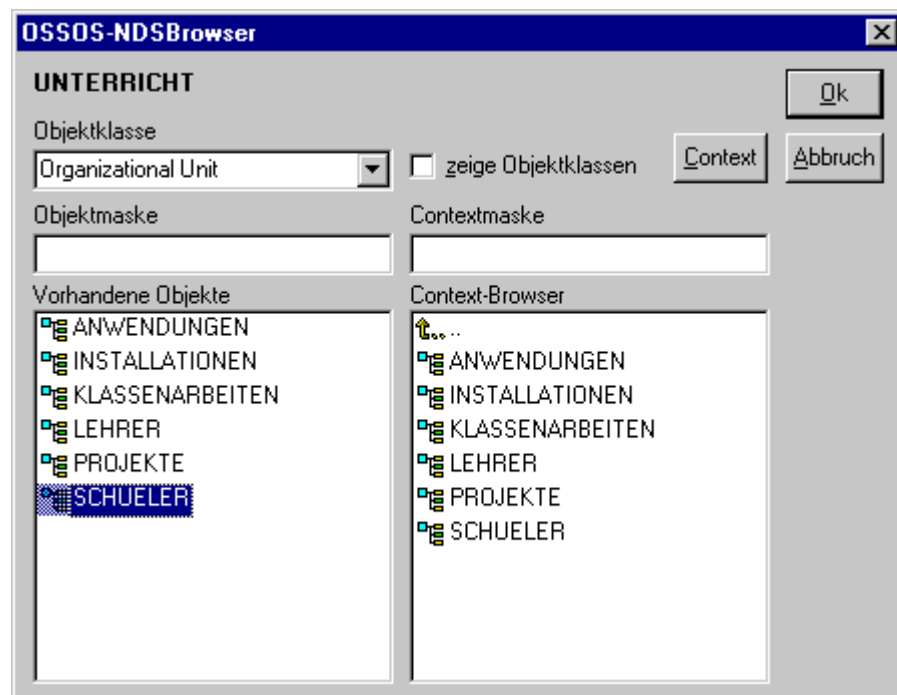 OSSOS-NDSBrowser
UNTERRICHT
Ok
Objektklasse
Organizational Unit
zeige Objektklassen
Context
Abbruch
Objektmaske
Contextmaske
Vorhandene Objekte
ANWENDUNGEN
INSTALLATIONEN
KLASSENARBEITEN
LEHRER
PROJEKTE
SCHUELER
Context-Browser
..
ANWENDUNGEN
INSTALLATIONEN
KLASSENARBEITEN
LEHRER
PROJEKTE
SCHUELER